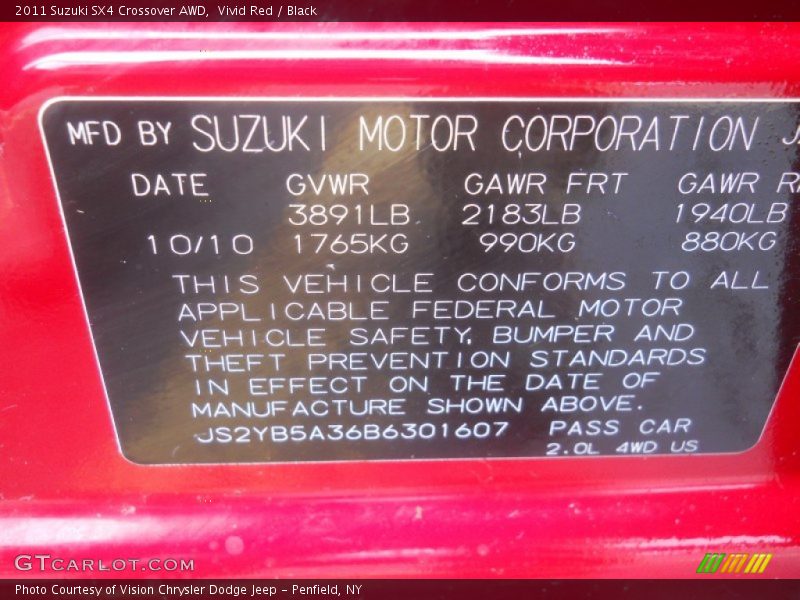 2011 Suzuki SX4 Crossover AWD, Vivid Red / Black
MFD BY SUZUKI MOTOR CORPORATION
DATE GVWR GAWR FRT GAWR
3891LB 2183LB 1940LB
10/10 1765KG 990KG 880KG
THIS VEHICLE CONFORMS TO ALL
APPLICABLE FEDERAL MOTOR
VEHICLE SAFETY, BUMPER AND
THEFT PREVENTION STANDARDS
IN EFFECT ON THE DATE OF
MANUFACTURE SHOWN ABOVE.
JS2YB5A36B6301607 PASS CAR
2.0L 4WD US
GTCARLOT.COM
Photo Courtesy of Vision Chrysler Dodge Jeep – Penfield, NY